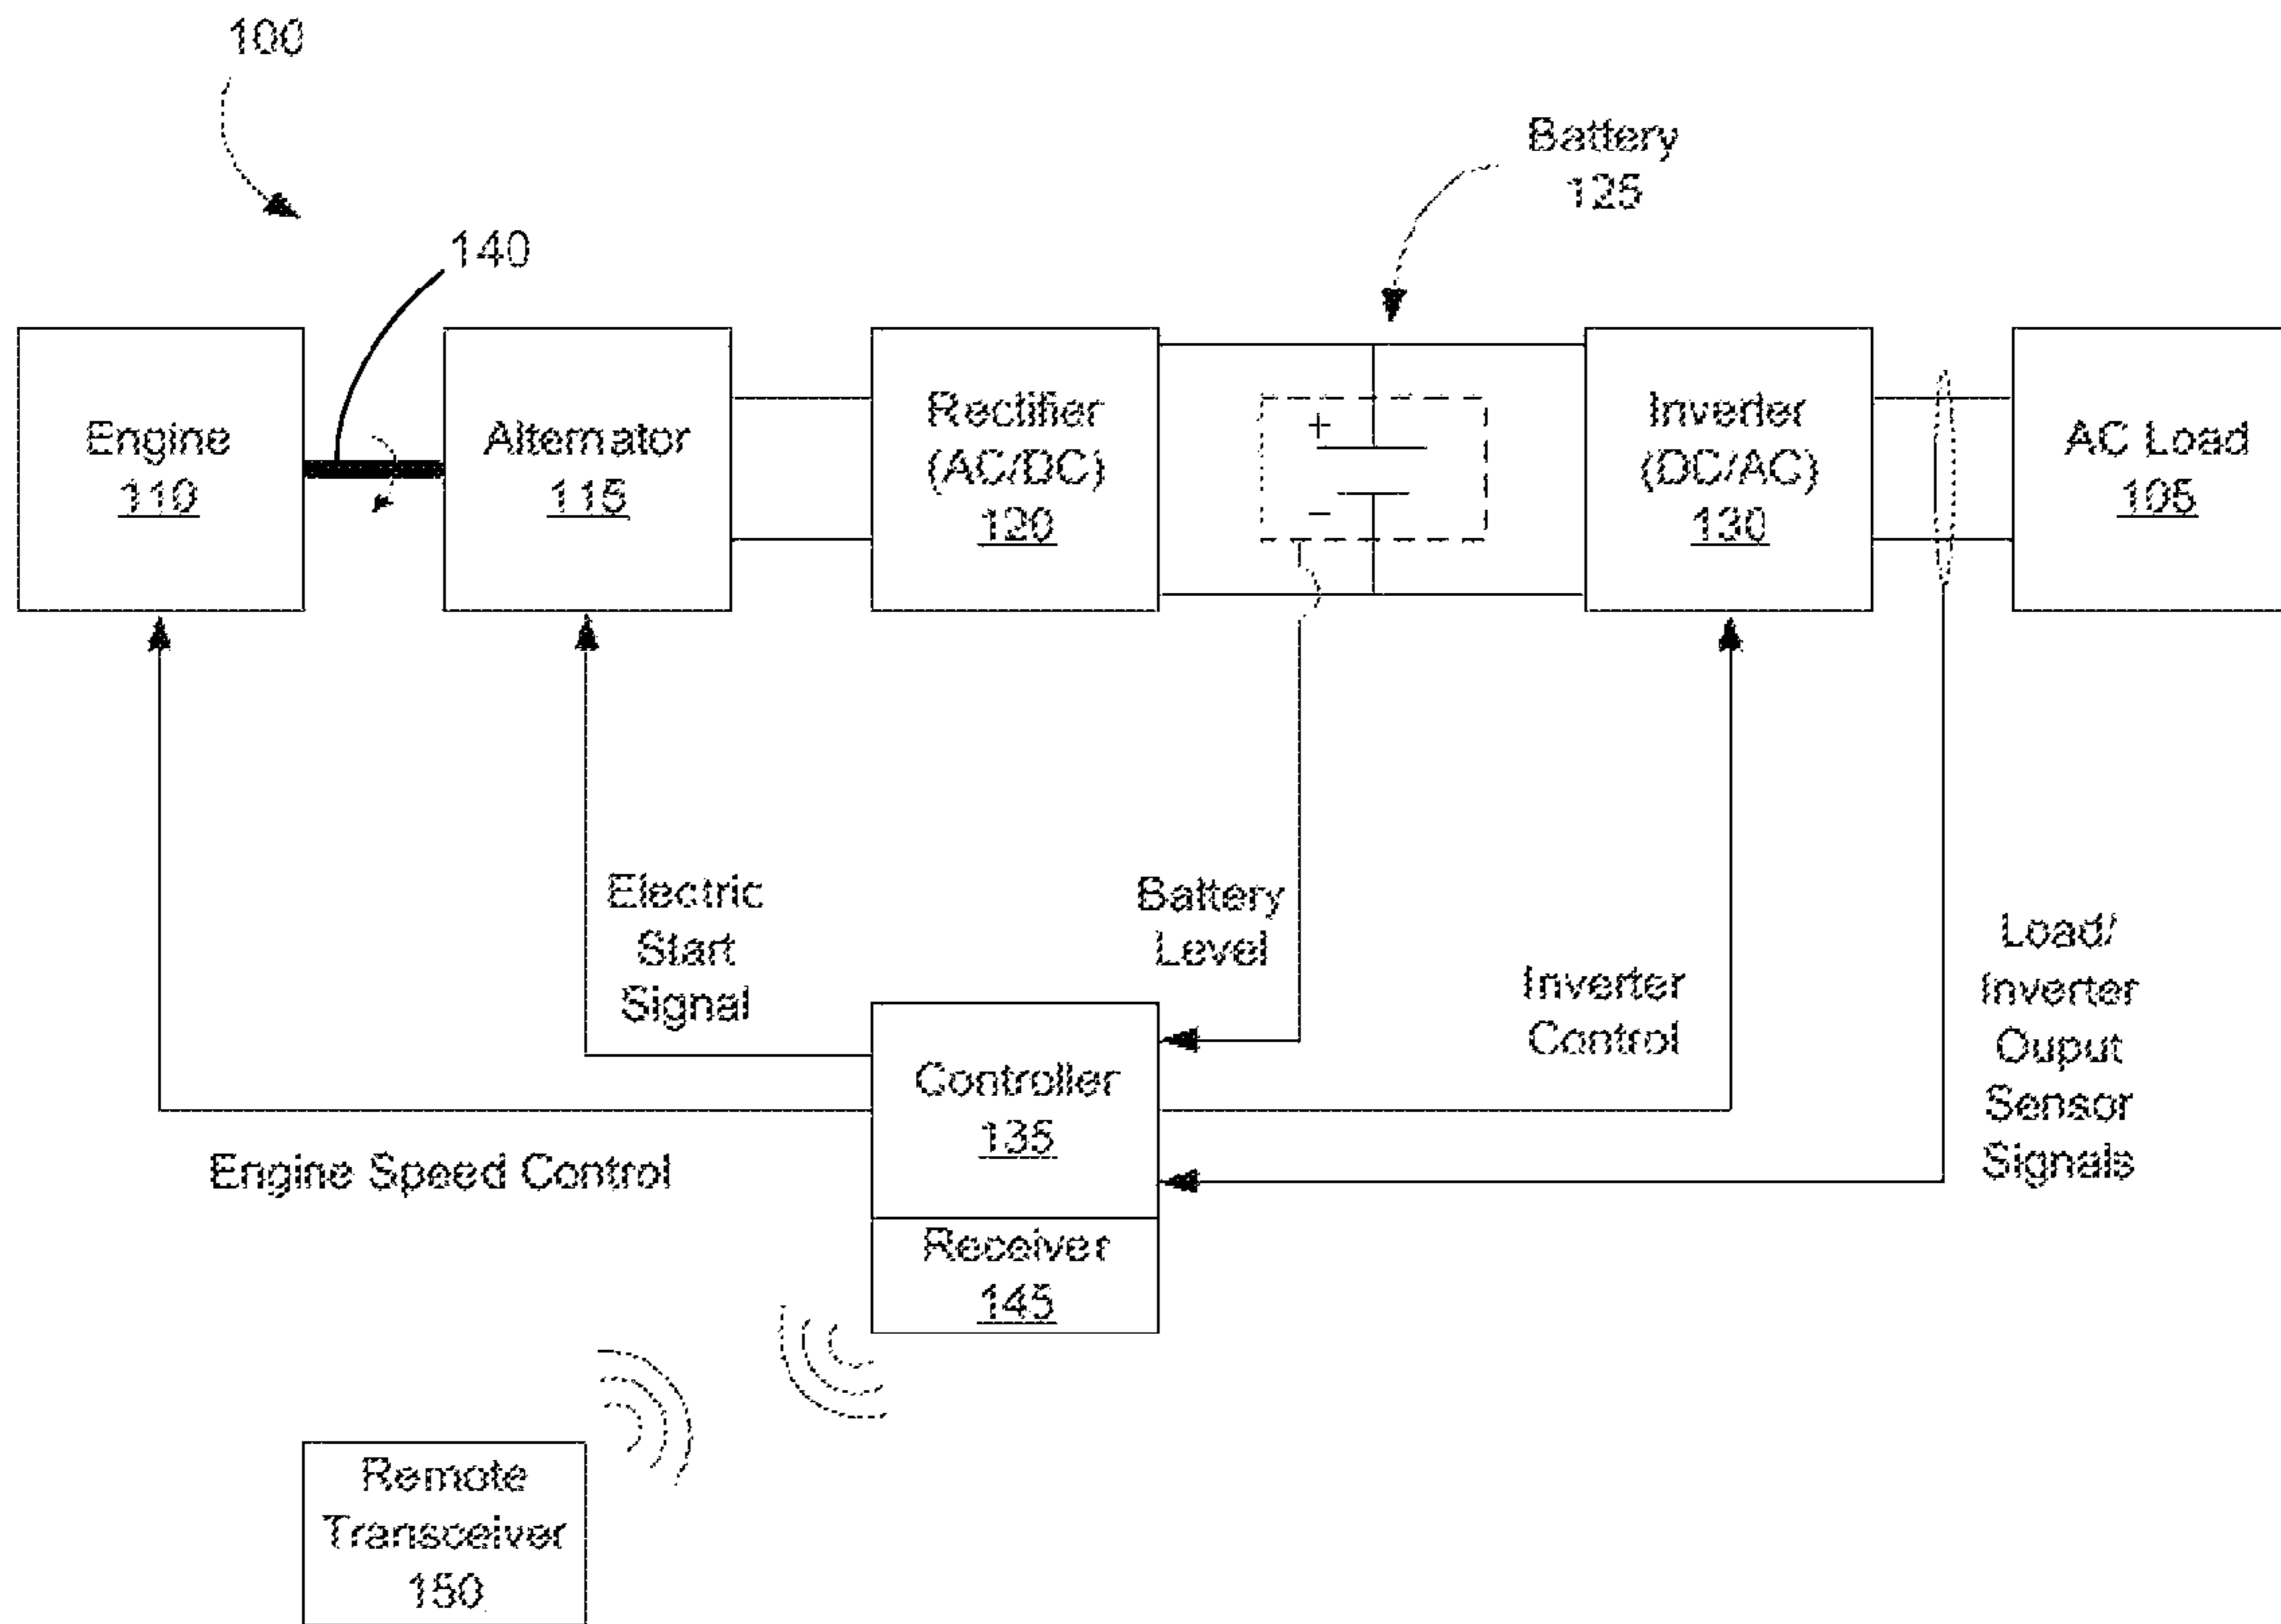 100
Battery
125
140
Engine
110
Alternator
115
Rectifier
(AC/DC)
120
+
−
Inverter
(DC/AC)
130
AC Load
105
Electric
Start
Signal
Battery
Level
Inverter
Control
Load/
Inverter
Ouput
Sensor
Signals
Controller
135
Engine Speed Control
Receiver
145
Remote
Transceiver
150